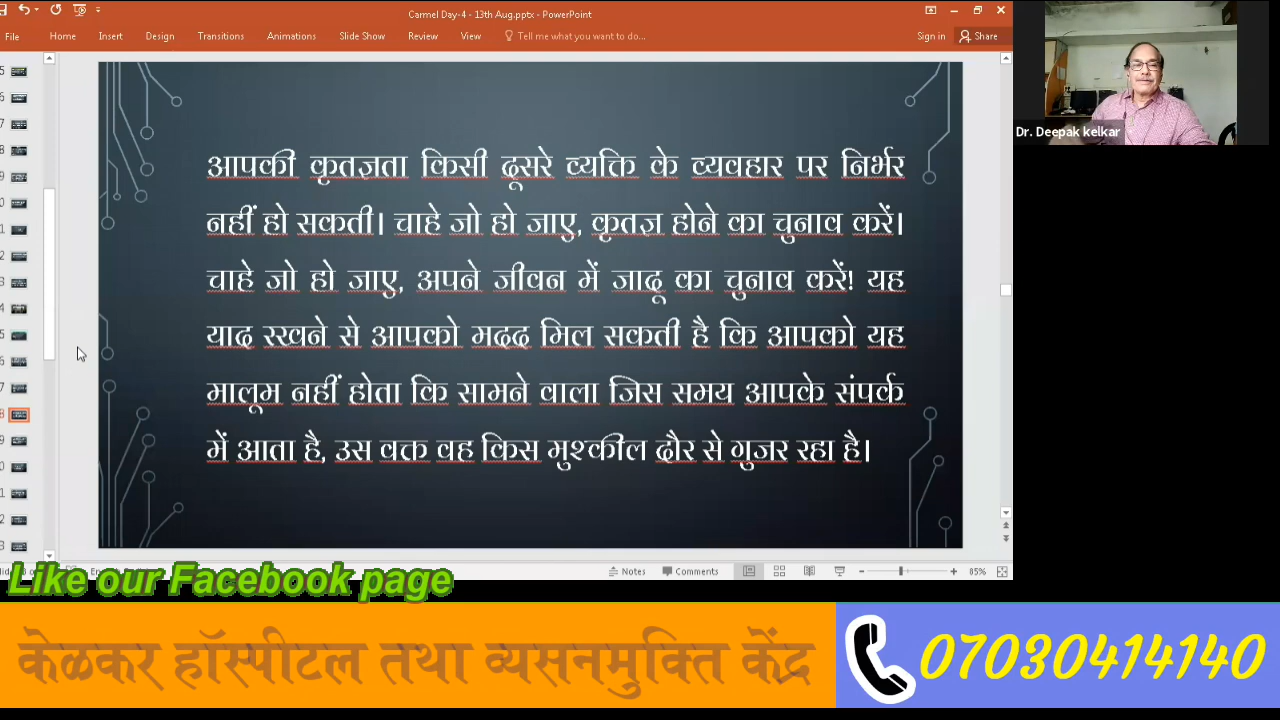 Carmel Day-4 - 13th Aug.pptx - PowerPoint
File Home Insert Design Transitions Animations Slide Show Review View Tell me what you want to do... Sign in Share
आपकी कृतज्ञता किसी दूसरे व्यक्ति के व्यवहार पर निर्भर
नहीं हो सकती। चाहे जो हो जाए, कृतज्ञ होने का चुनाव करें।
चाहे जो हो जाए, अपने जीवन में जादू का चुनाव करें! यह
याद रखने से आपको मदद मिल सकती है कि आपको यह
मालूम नहीं होता कि सामने वाला जिस समय आपके संपर्क
में आता है, उस वक्त वह किस मुश्कील दौर से गुजर रहा है।
Dr. Deepak kelkar
Notes Comments 85%
Like our Facebook page
केळकर हॉस्पीटल तथा व्यसनमुक्ति केंद्र
07030414140